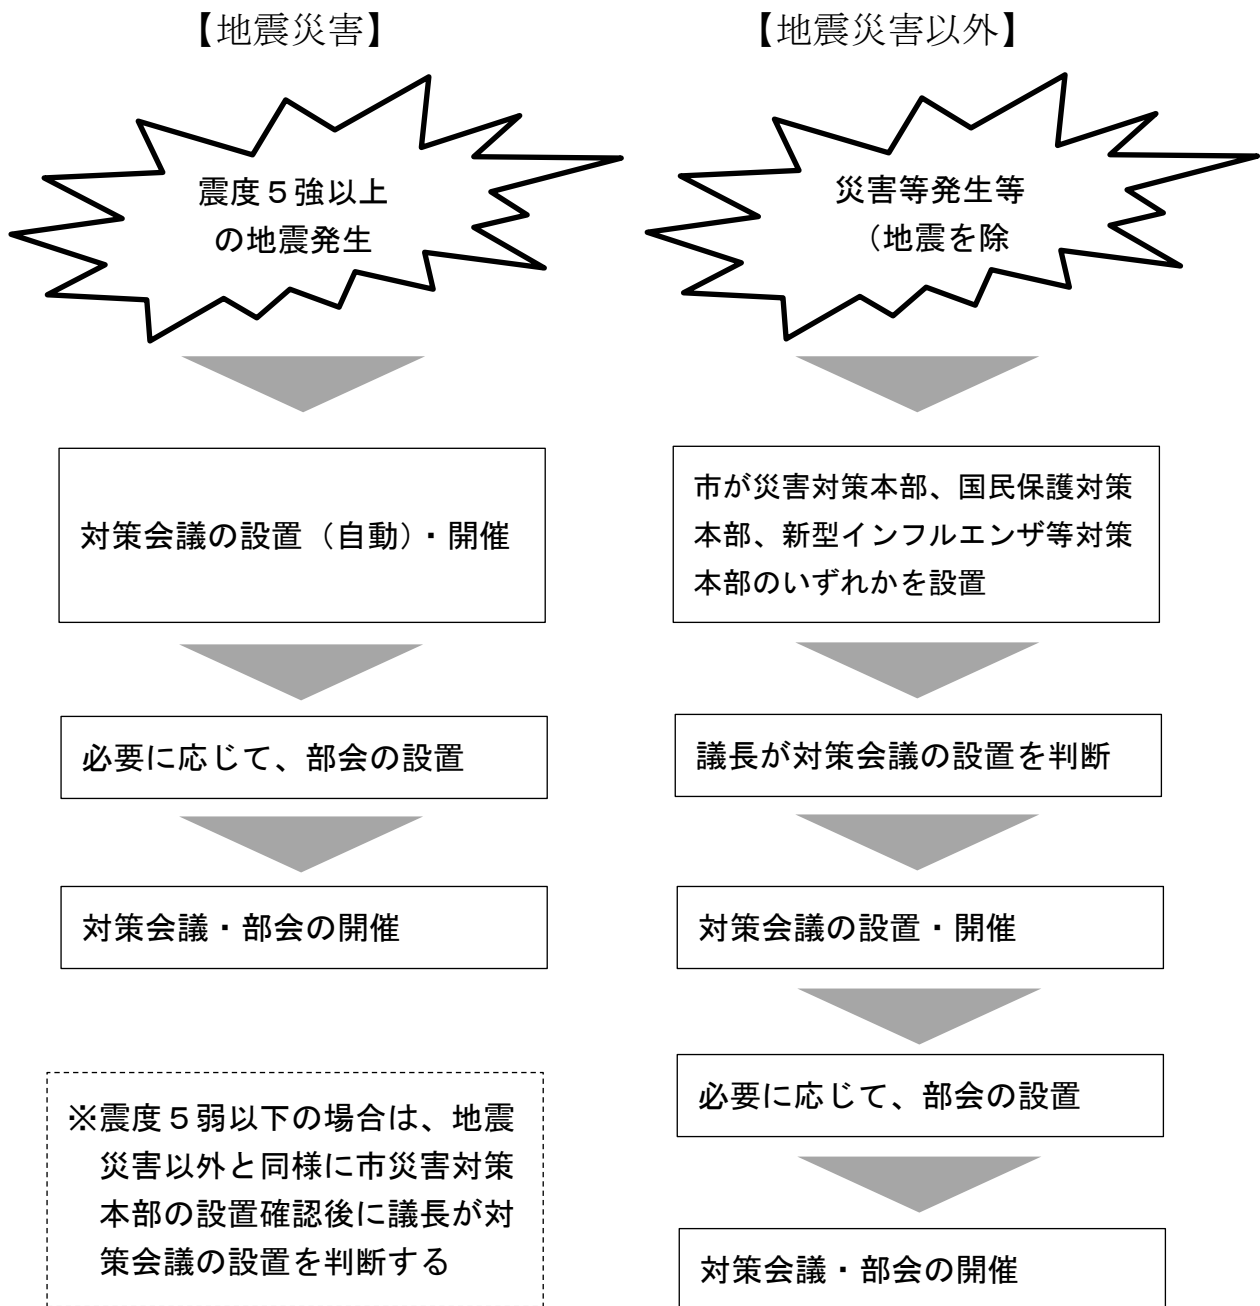 【地震災害】
震度５強以上
の地震発生
対策会議の設置（自動）・開催
必要に応じて、部会の設置
対策会議・部会の開催
※震度５弱以下の場合は、地震
災害以外と同様に市災害対策
本部の設置確認後に議長が対
策会議の設置を判断する
【地震災害以外】
災害等発生等
（地震を除
市が災害対策本部、国民保護対策
本部、新型インフルエンザ等対策
本部のいずれかを設置
議長が対策会議の設置を判断
対策会議の設置・開催
必要に応じて、部会の設置
対策会議・部会の開催